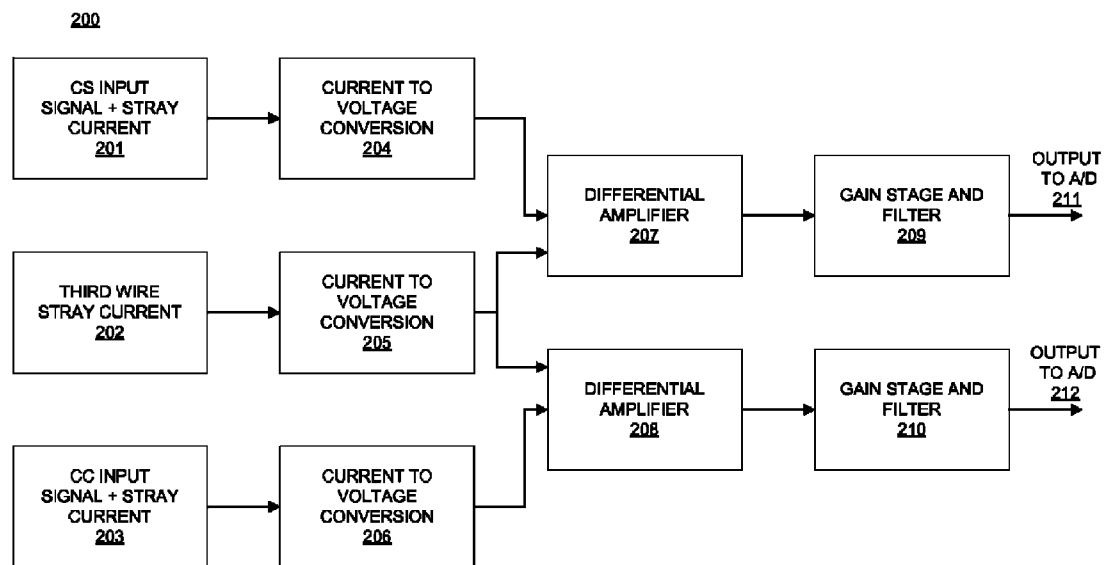 200
CS INPUT
SIGNAL + STRAY
CURRENT
201
CURRENT TO
VOLTAGE
CONVERSION
204
DIFFERENTIAL
AMPLIFIER
207
GAIN STAGE AND
FILTER
209
OUTPUT
TO A/D
211
THIRD WIRE
STRAY CURRENT
202
CURRENT TO
VOLTAGE
CONVERSION
205
DIFFERENTIAL
AMPLIFIER
208
GAIN STAGE AND
FILTER
210
OUTPUT
TO A/D
212
CC INPUT
SIGNAL + STRAY
CURRENT
203
CURRENT TO
VOLTAGE
CONVERSION
206